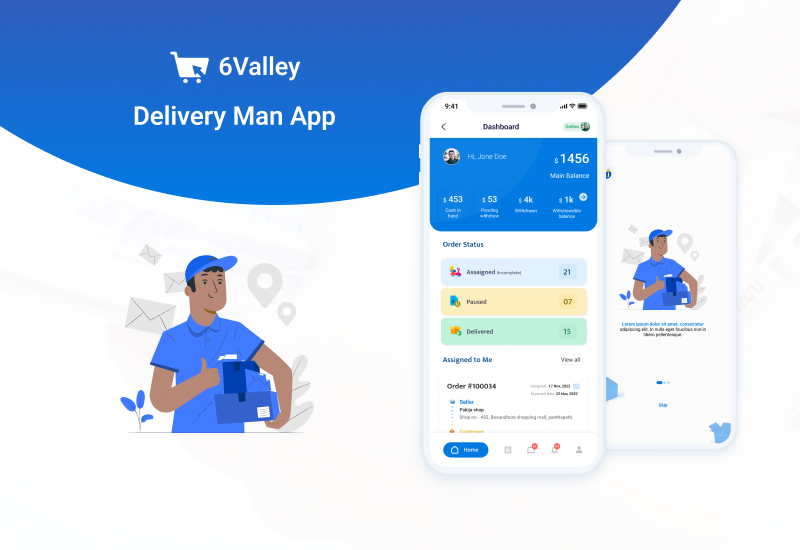 6Valley
Delivery Man App
9:41
Dashboard
Online
Hi, Jone Doe
$ 1456
Main Balance
$ 453
$ 53
$ 4k
$ 1k
Cash in
hand
Pending
withdraw
Withdrawn
Withdrawable
balance
Order Status
Assaigned (Incomplete)
21
Paused
07
Delivered
15
Assigned to Me
View all
Order #100034
Assigned: 17 Nov, 2022
Expected date: 22 Nov, 2022
Seller
Pakija shop
Shop no - 432, Basundhara shopping mall, panthapath.
Customer
Home
Lorem ipsum dolor sit amet, consectetur
adipiscing elit. In nulla eget faucibus non in
libero pellentesque.
Skip